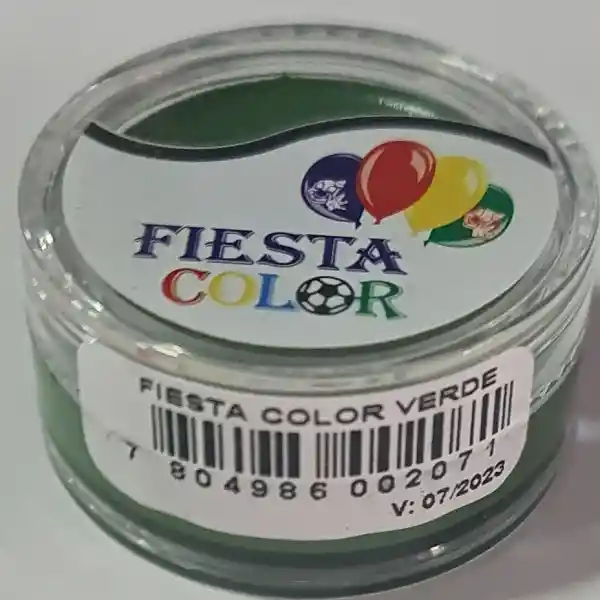 FIESTA
COLOR
FIESTA COLOR VERDE
7 804986 002071
V: 07/2023